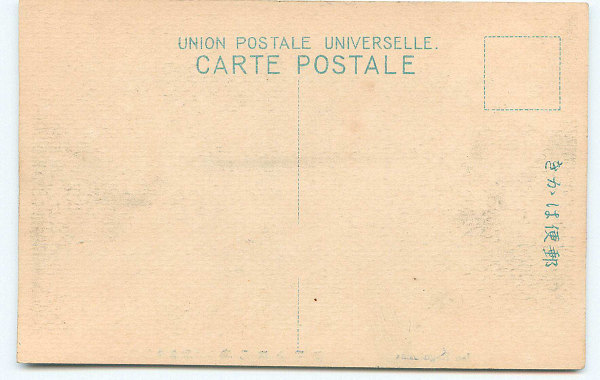 UNION POSTALE UNIVERSELLE.
CARTE POSTALE
きかは便郵